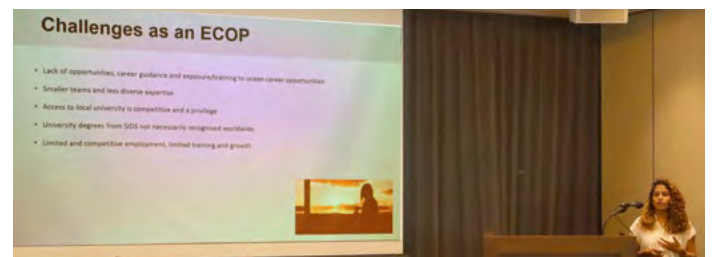 Challenges as an ECOP
• Lack of opportunities, career guidance and exposure/training to ocean career opportunities
• Smaller teams and less diverse expertise
• Access to local university is competitive and a privilege
• University degrees from SIDS not necessarily recognised worldwide
• Limited and competitive employment, limited training and growth